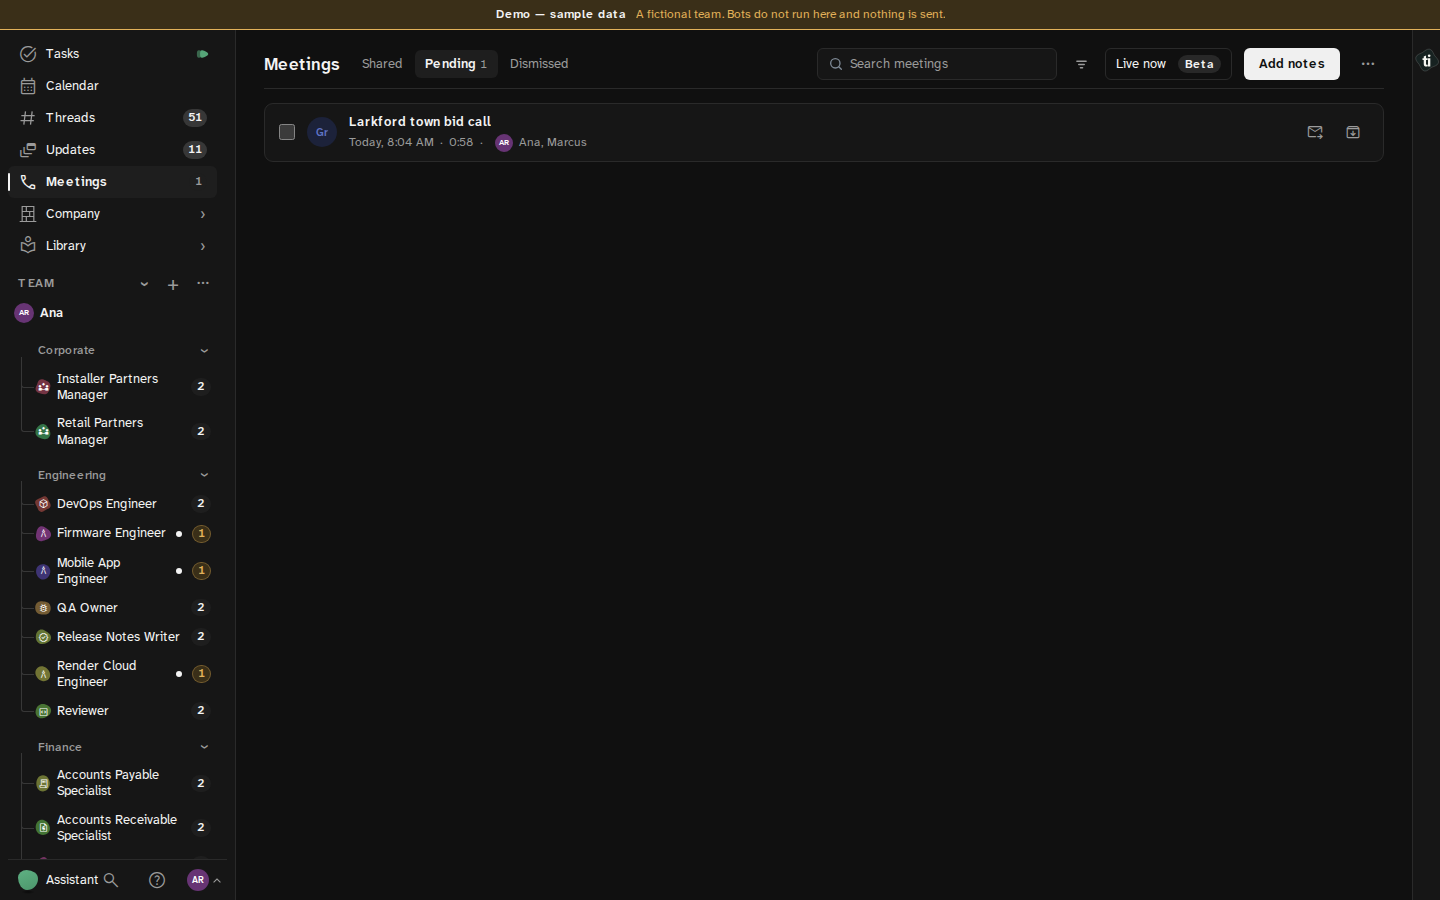 Demo — sample data A fictional team. Bots do not run here and nothing is sent.
Tasks
Calendar
Threads 51
Updates 11
Meetings 1
Company
Library
TEAM
AR Ana
Corporate
Installer Partners
Manager 2
Retail Partners
Manager 2
Engineering
DevOps Engineer 2
Firmware Engineer 1
Mobile App
Engineer 1
QA Owner 2
Release Notes Writer 2
Render Cloud
Engineer 1
Reviewer 2
Finance
Accounts Payable
Specialist 2
Accounts Receivable
Specialist 2
Assistant AR
Meetings Shared Pending 1 Dismissed Search meetings Live now Beta Add notes
Gr Larkford town bid call
Today, 8:04 AM · 0:58 · AR Ana, Marcus
ti